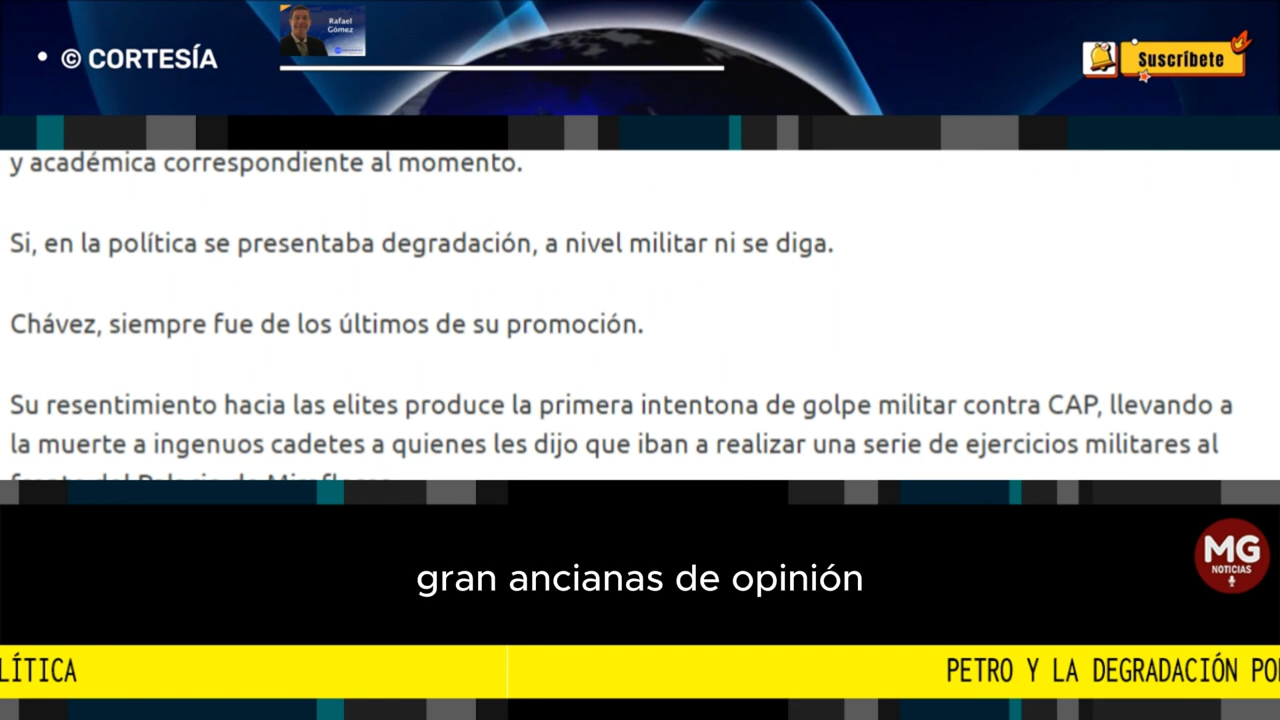 • © CORTESÍA
Rafael
Gómez
Suscríbete
y académica correspondiente al momento.
Si, en la política se presentaba degradación, a nivel militar ni se diga.
Chávez, siempre fue de los últimos de su promoción.
Su resentimiento hacia las elites produce la primera intentona de golpe militar contra CAP, llevando a
la muerte a ingenuos cadetes a quienes les dijo que iban a realizar una serie de ejercicios militares al
gran ancianas de opinión
MG
NOTICIAS
LÍTICA
PETRO Y LA DEGRADACIÓN PO